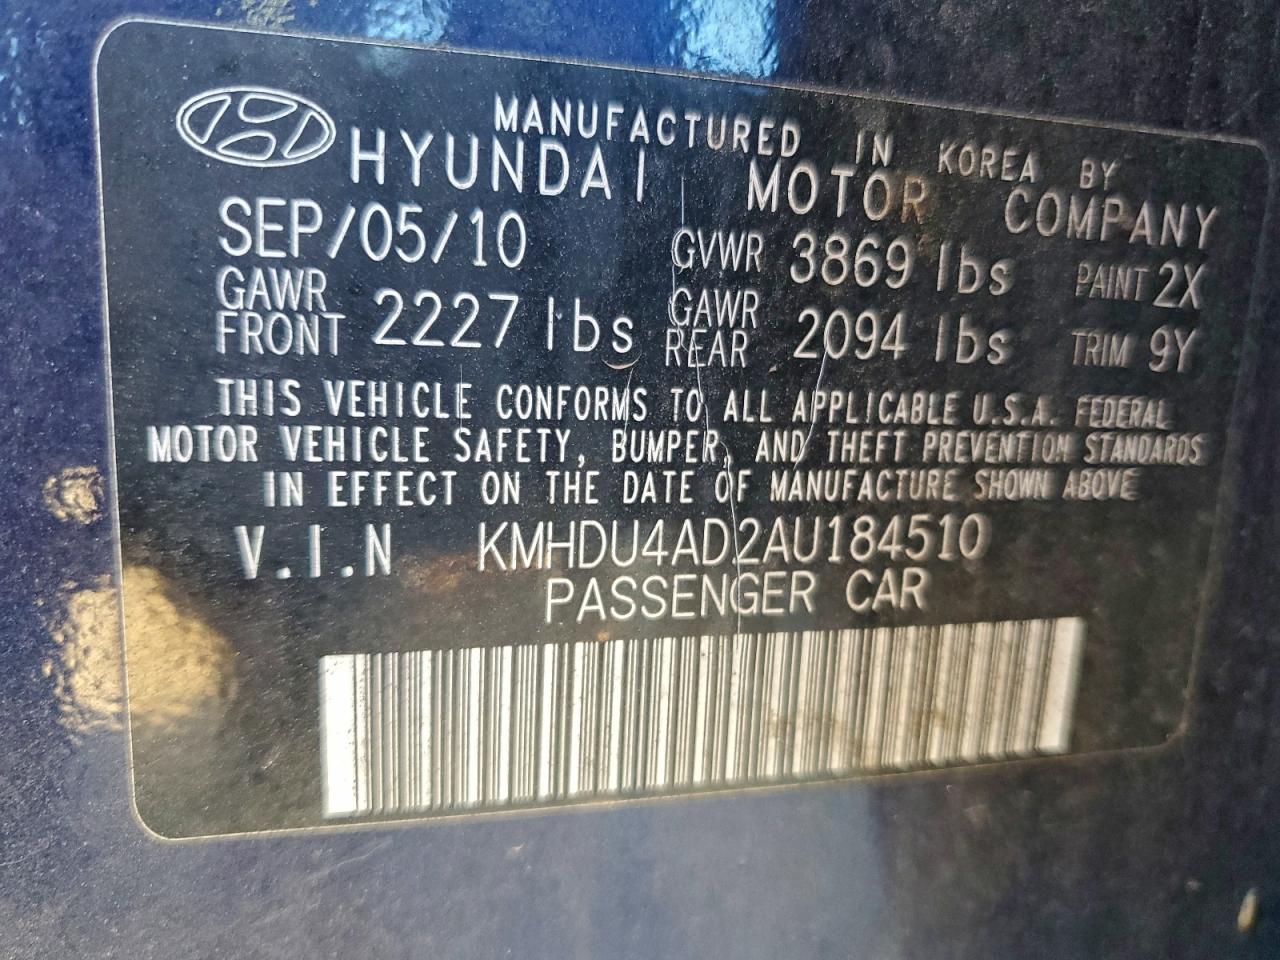 MANUFACTURED IN KOREA BY
HYUNDAI MOTOR COMPANY
SEP/05/10 GVWR 3869 lbs PAINT 2X
GAWR FRONT 2227 lbs GAWR REAR 2094 lbs TRIM 9Y
THIS VEHICLE CONFORMS TO ALL APPLICABLE U.S.A. FEDERAL
MOTOR VEHICLE SAFETY, BUMPER, AND THEFT PREVENTION STANDARDS
IN EFFECT ON THE DATE OF MANUFACTURE SHOWN ABOVE
V.I.N KMHDU4AD2AU184510
PASSENGER CAR